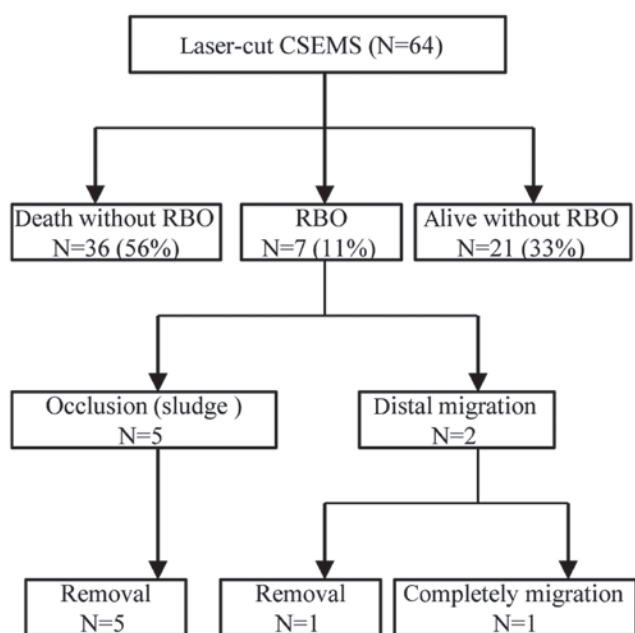 Laser-cut CSEMS (N=64)
Death without RBO
N=36 (56%)
RBO
N=7 (11%)
Alive without RBO
N=21 (33%)
Occlusion (sludge )
N=5
Distal migration
N=2
Removal
N=5
Removal
N=1
Completely migration
N=1